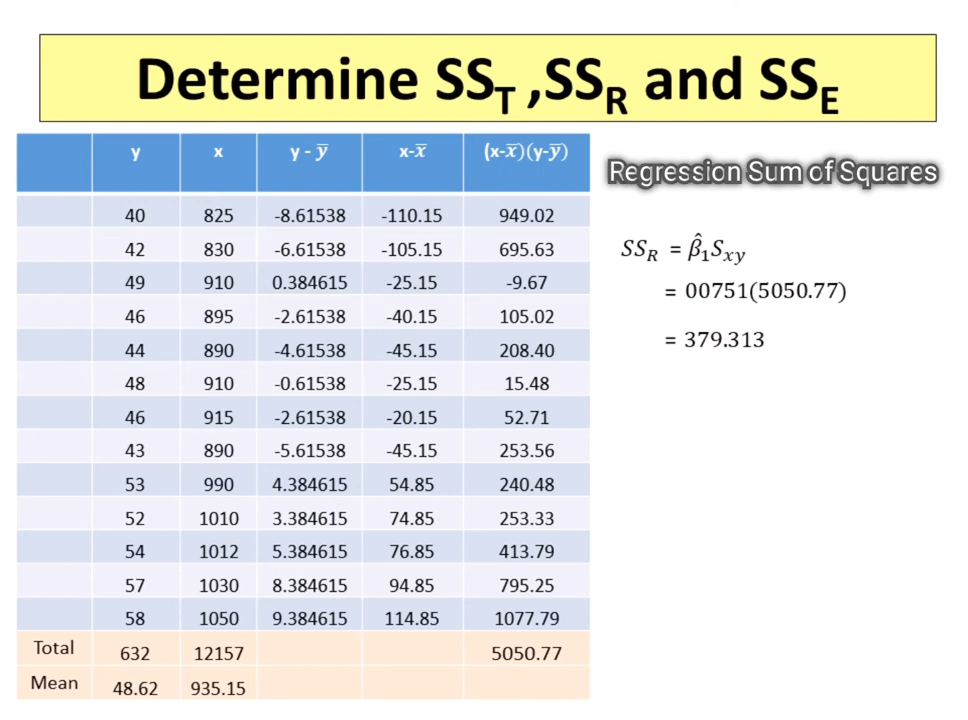 Determine SS_T ,SS_R and SS_E
y x y - y̅ x-x̅ (x-x̅)(y-y̅)
40 825 -8.61538 -110.15 949.02
42 830 -6.61538 -105.15 695.63
49 910 0.384615 -25.15 -9.67
46 895 -2.61538 -40.15 105.02
44 890 -4.61538 -45.15 208.40
48 910 -0.61538 -25.15 15.48
46 915 -2.61538 -20.15 52.71
43 890 -5.61538 -45.15 253.56
53 990 4.384615 54.85 240.48
52 1010 3.384615 74.85 253.33
54 1012 5.384615 76.85 413.79
57 1030 8.384615 94.85 795.25
58 1050 9.384615 114.85 1077.79
Total 632 12157 5050.77
Mean 48.62 935.15
Regression Sum of Squares
SS_R = β̂₁S_xy
= 00751(5050.77)
= 379.313